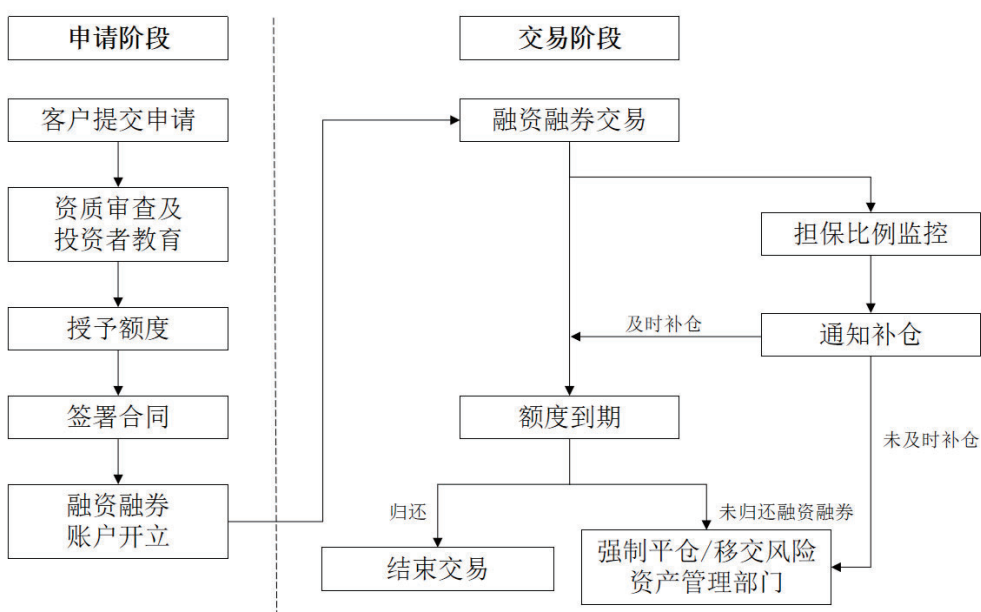 申请阶段
客户提交申请
资质审查及
投资者教育
授予额度
签署合同
融资融券
账户开立
交易阶段
融资融券交易
担保比例监控
通知补仓
及时补仓
未及时补仓
额度到期
归还
未归还融资融券
结束交易
强制平仓/移交风险
资产管理部门